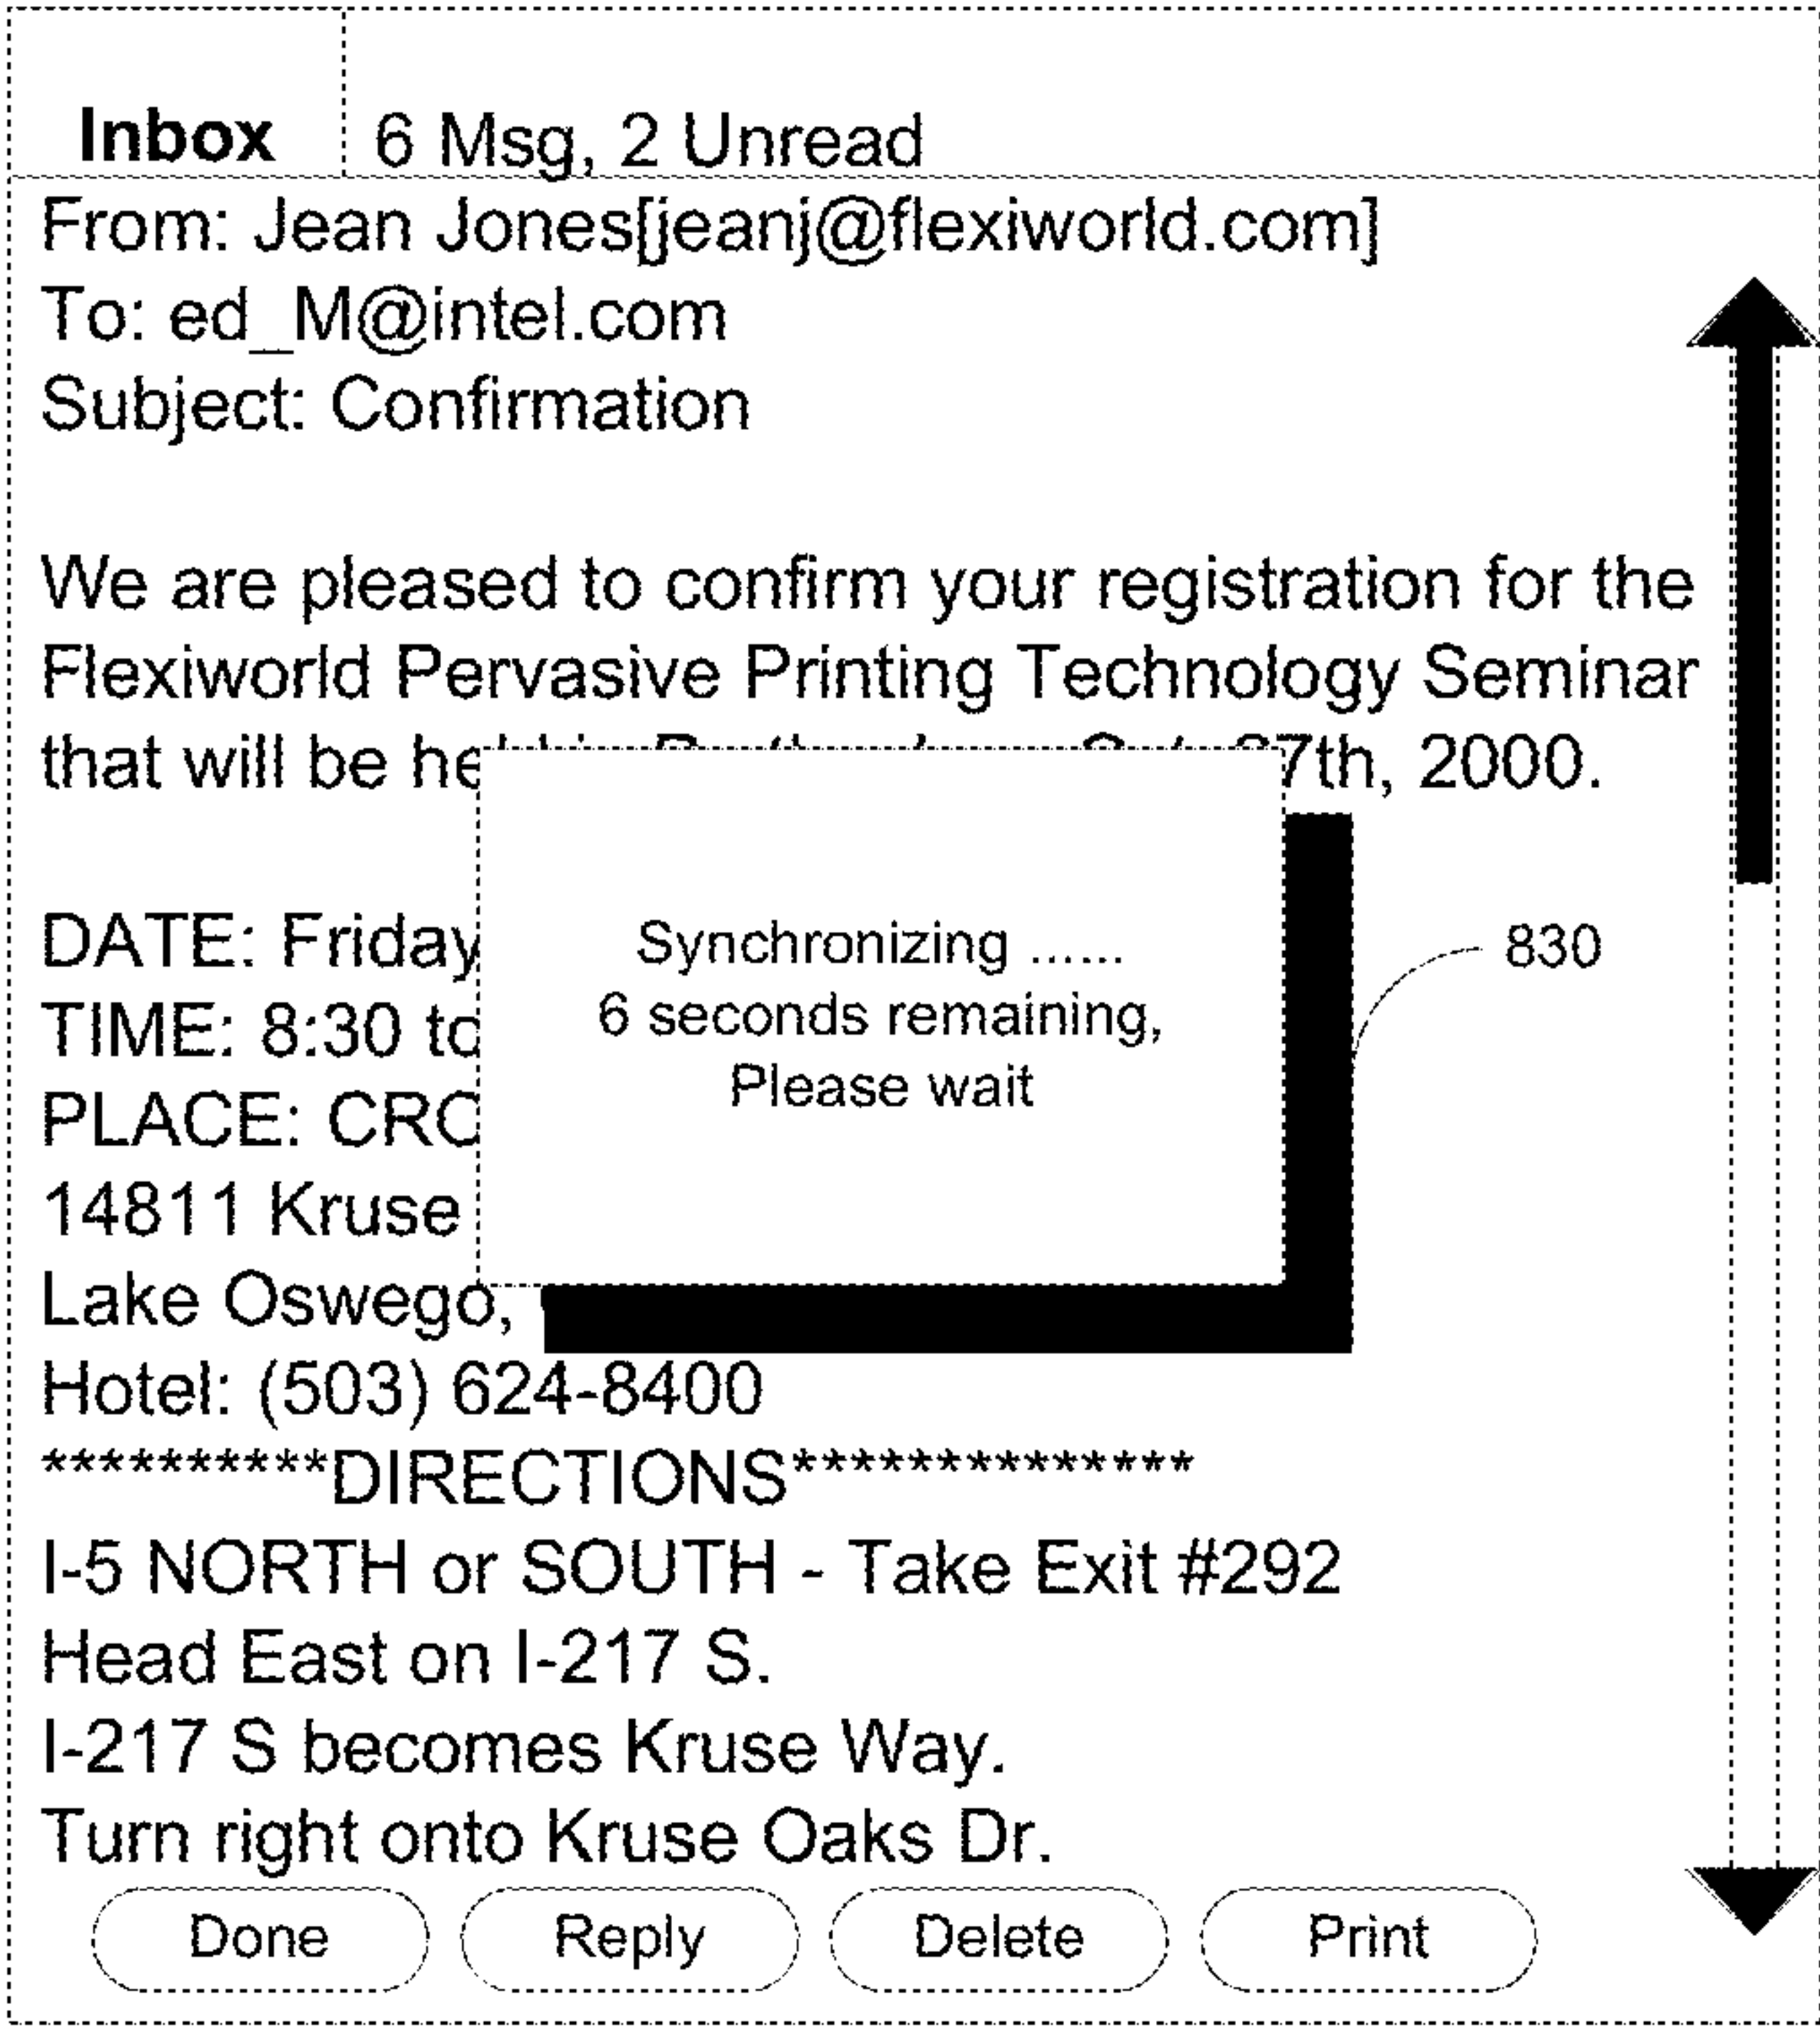 Inbox 6 Msg, 2 Unread
From: Jean Jones[jeanj@flexiworld.com]
To: ed_M@intel.com
Subject: Confirmation
We are pleased to confirm your registration for the
Flexiworld Pervasive Printing Technology Seminar
that will be 7th, 2000.
DATE: Friday
TIME: 8:30 to
PLACE:
14811 Kruse
Lake Oswego,
Synchronizing ......
6 seconds remaining,
Please wait
830
Hotel: (503) 624-8400
**********DIRECTIONS**************
I-5 NORTH or SOUTH - Take Exit #292
Head East on I-217 S.
I-217 S becomes Kruse Way.
Turn right onto Kruse Oaks Dr.
Done Reply Delete Print